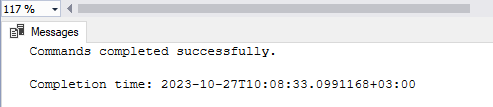 117 %
Messages
Commands completed successfully.
Completion time: 2023-10-27T10:08:33.0991168+03:00